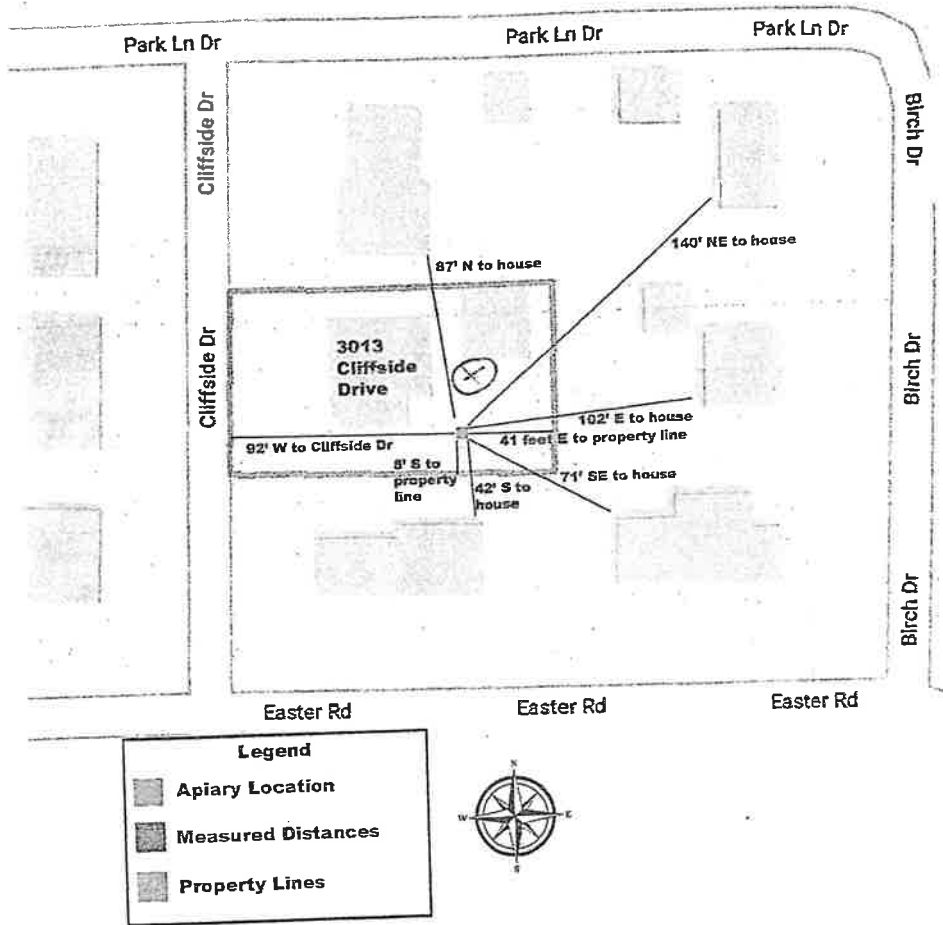 Park Ln Dr
Park Ln Dr
Park Ln Dr
Cliffside Dr
Birch Dr
140' NE to house
87' N to house
3013
Cliffside
Drive
Cliffside Dr
Birch Dr
102' E to house
41 feet E to property line
92' W to Cliffside Dr
8' S to
property
line
42' S to
house
71' SE to house
Birch Dr
Easter Rd
Easter Rd
Easter Rd
Legend
Apiary Location
Measured Distances
Property Lines
N
W
E
S